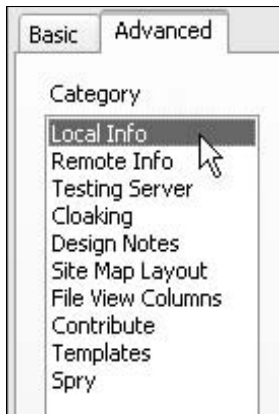 Basic Advanced
Category
Local Info
Remote Info
Testing Server
Cloaking
Design Notes
Site Map Layout
File View Columns
Contribute
Templates
Spry